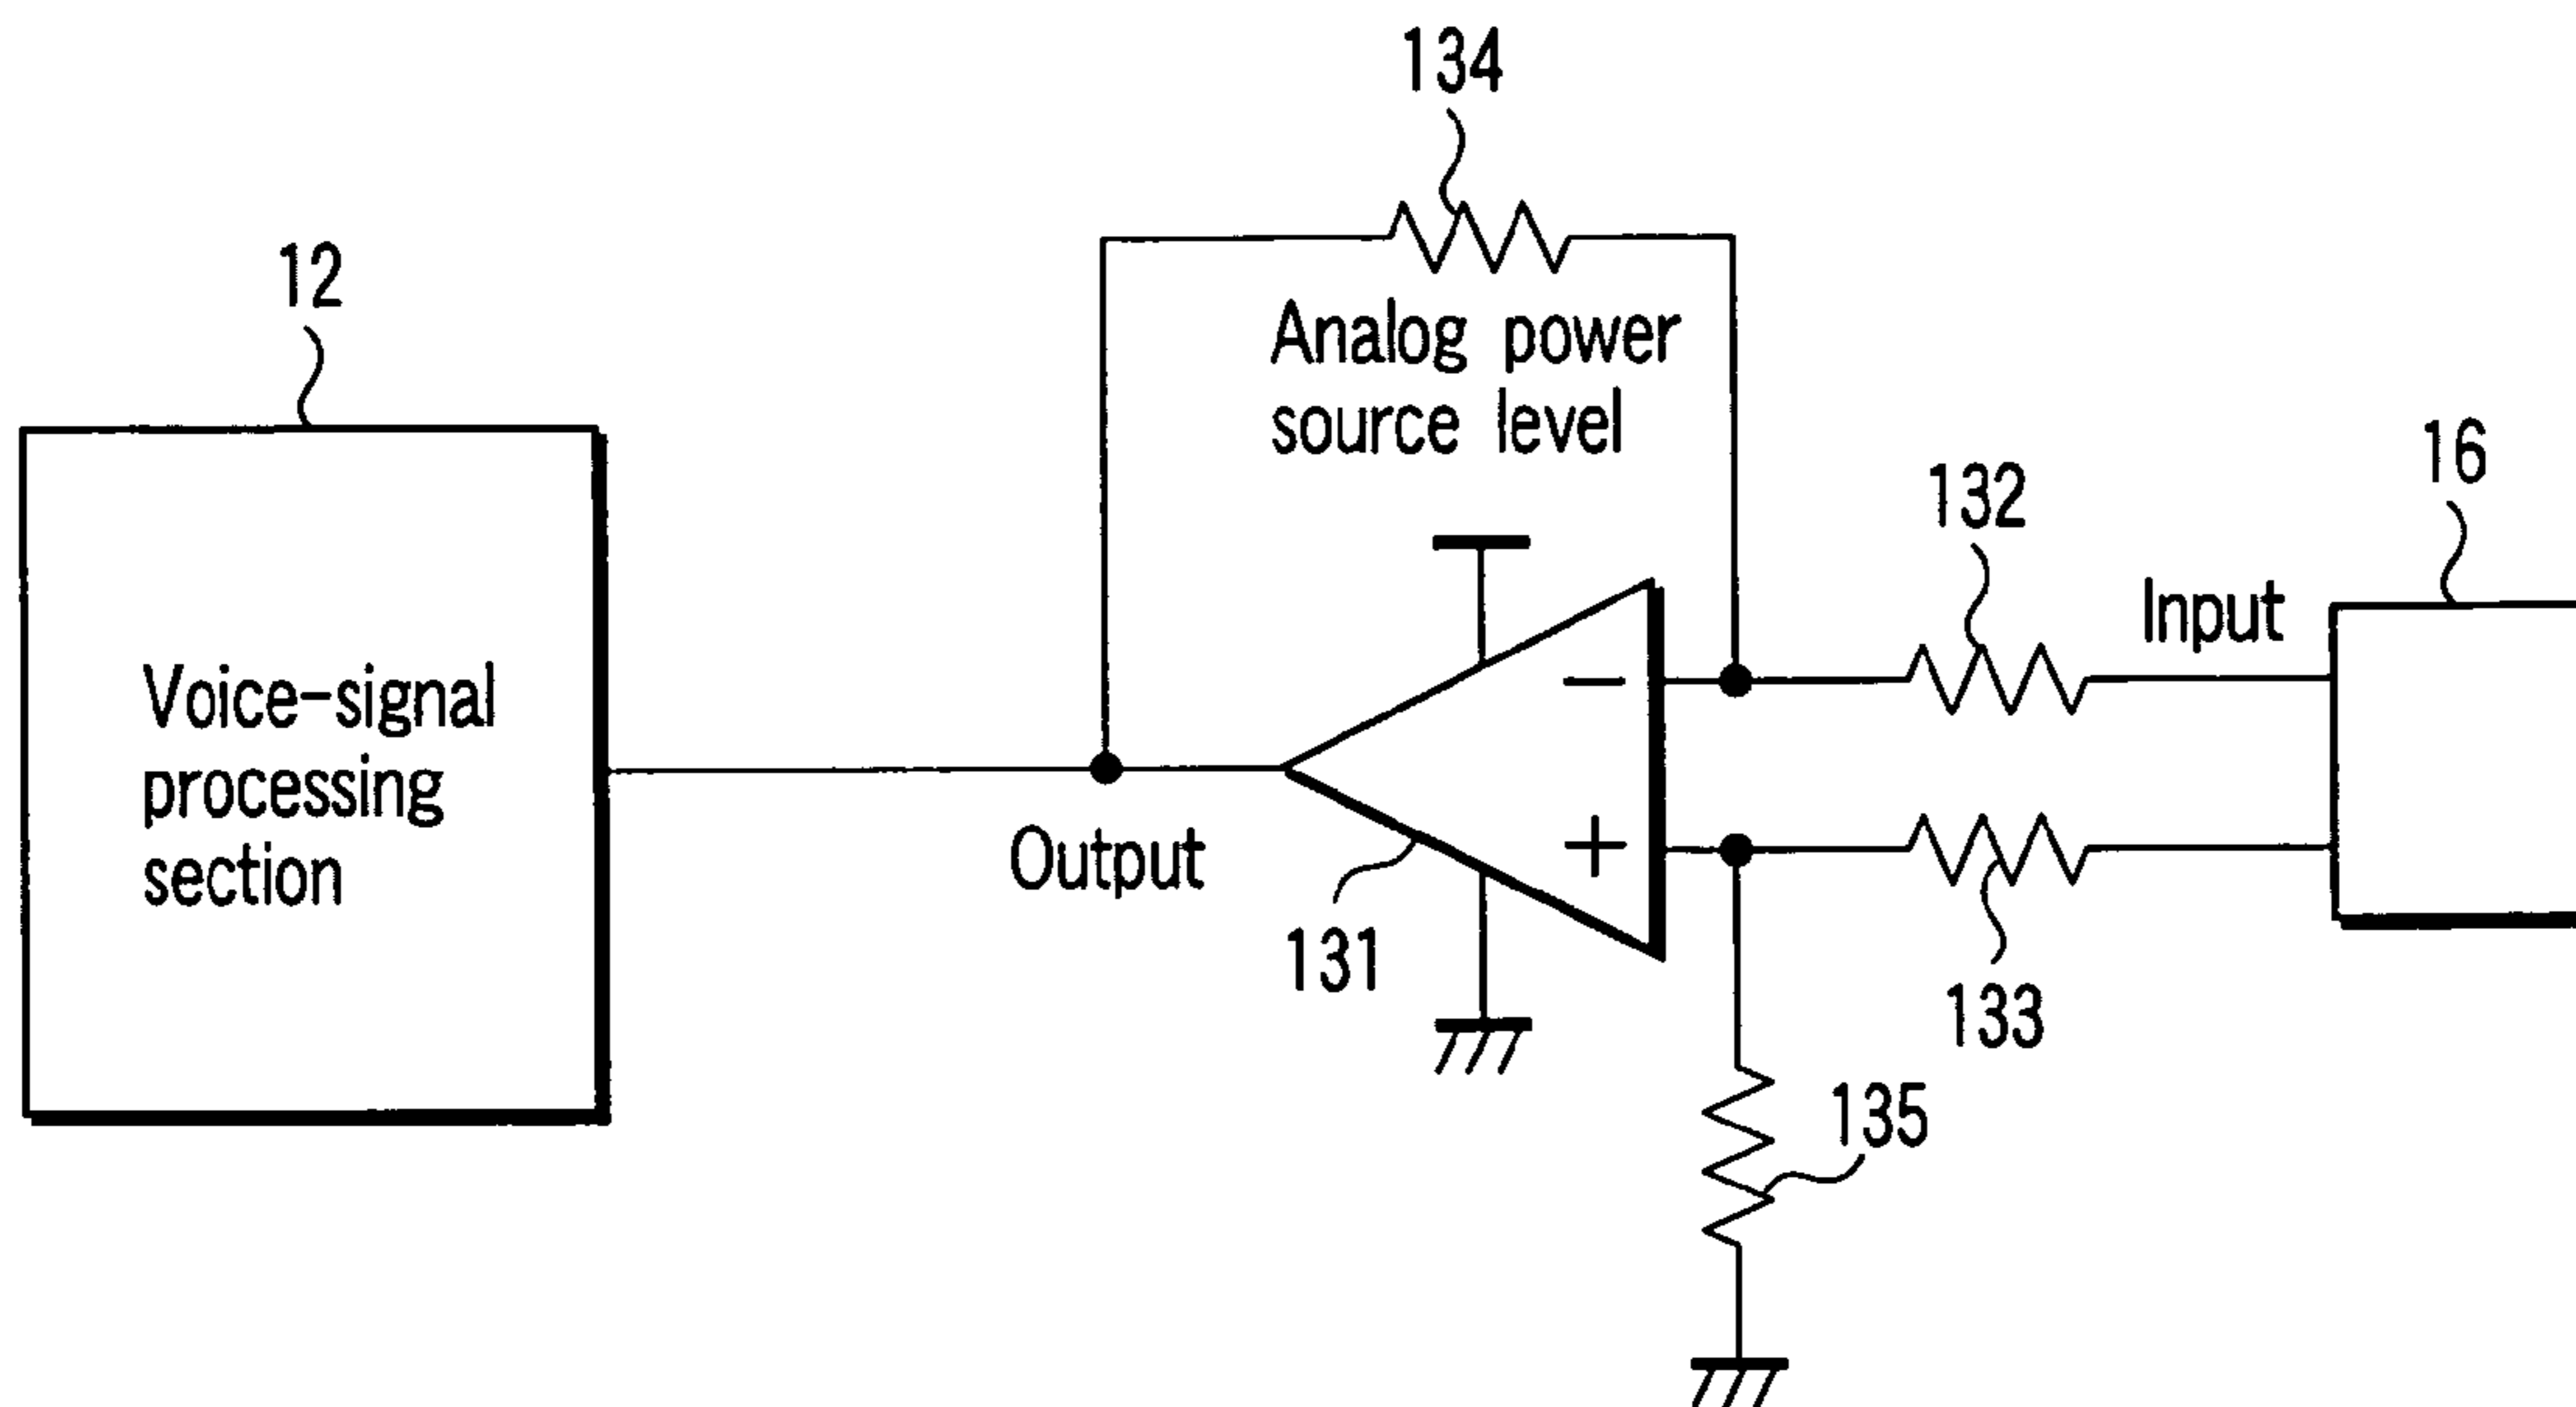 134
12
Analog power
source level
16
132
Input
Voice-signal
processing
section
Output
131
133
135